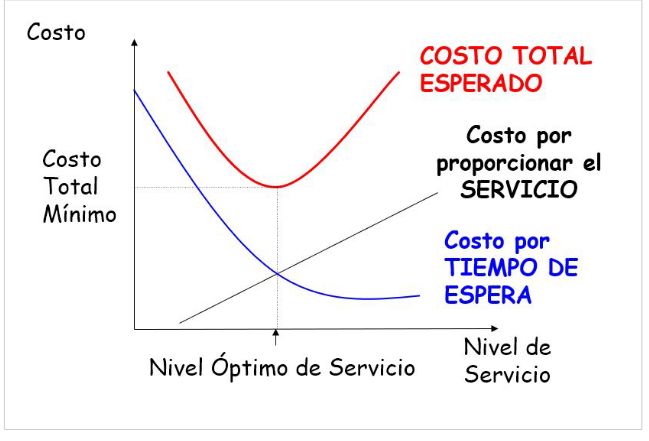 Costo
COSTO TOTAL
ESPERADO
Costo por
proporcionar el
SERVICIO
Costo
Total
Mínimo
Costo por
TIEMPO DE
ESPERA
Nivel Óptimo de Servicio
Nivel de
Servicio